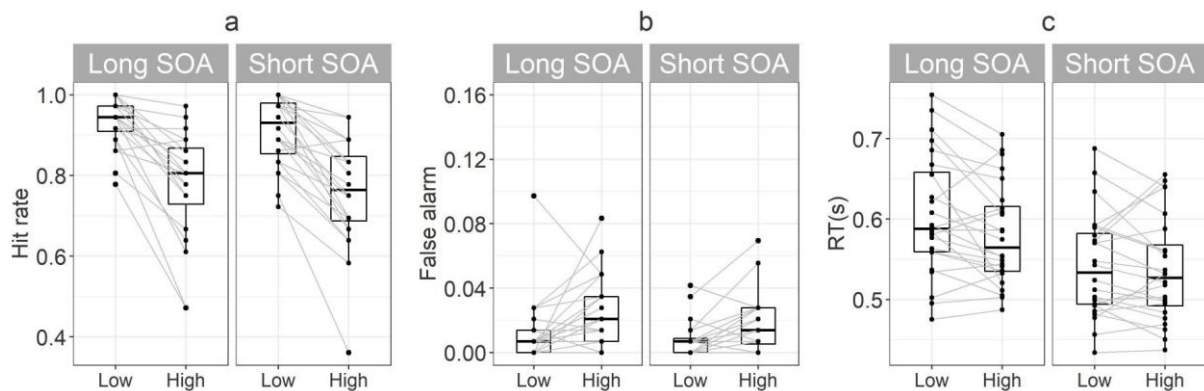 a
Long SOA Short SOA
Hit rate
1.0
0.8
0.6
0.4
Low High Low High
b
Long SOA Short SOA
False alarm
0.16
0.12
0.08
0.04
0.00
Low High Low High
c
Long SOA Short SOA
RT(s)
0.7
0.6
0.5
Low High Low High